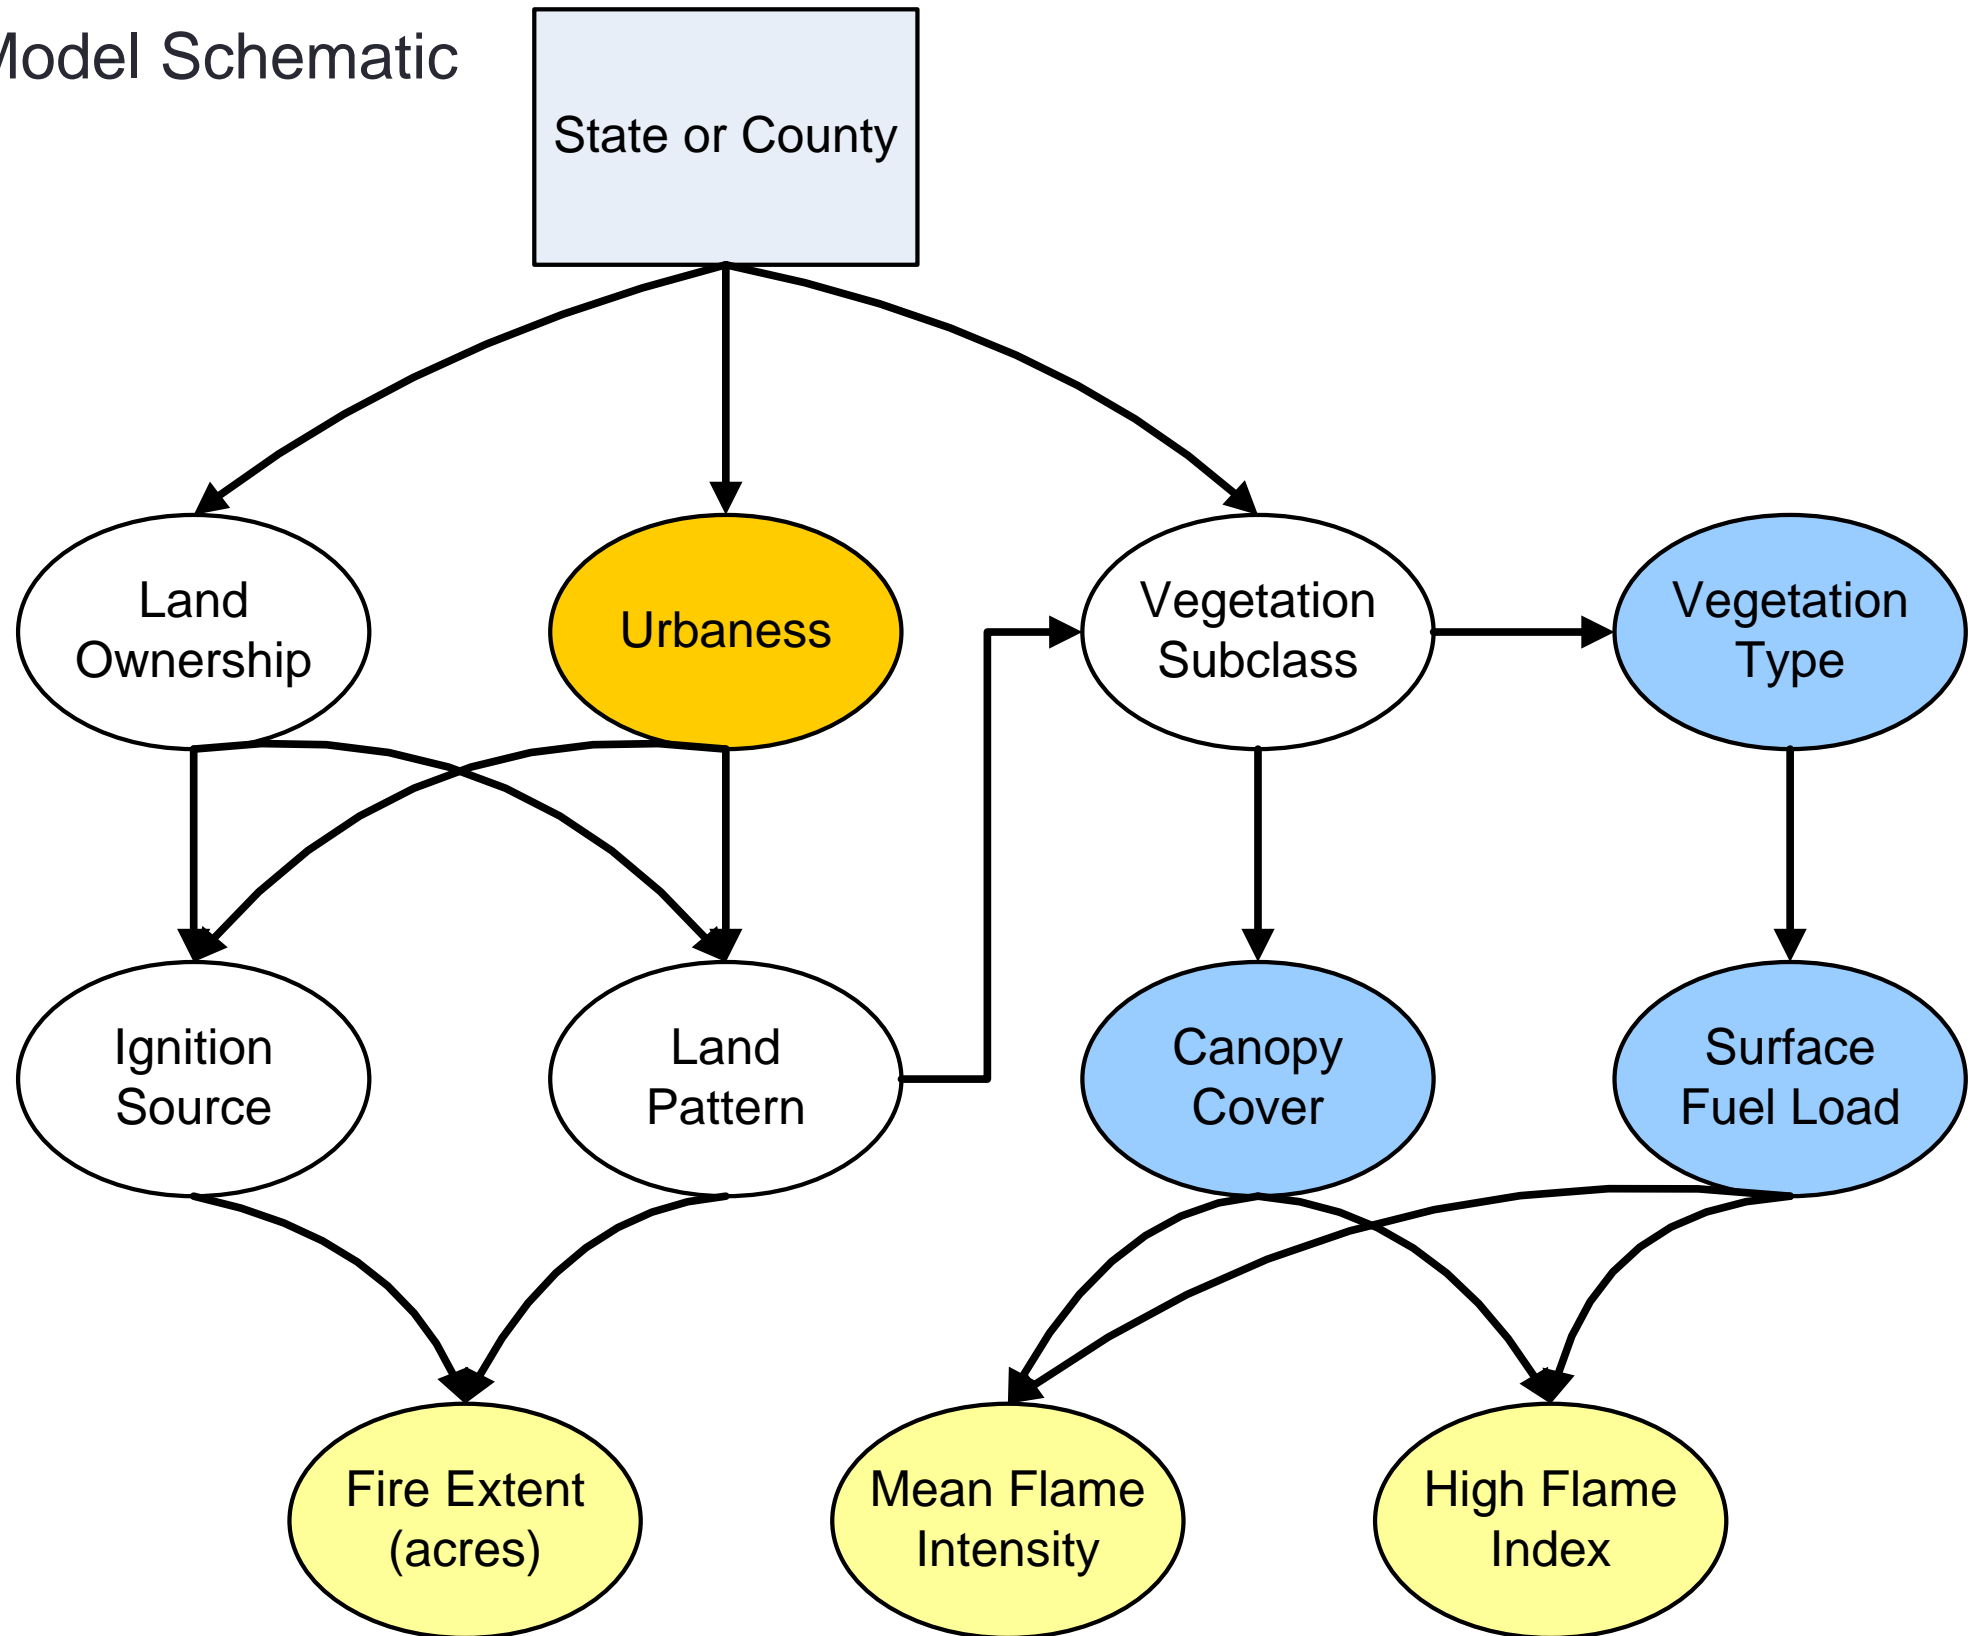 Model Schematic
State or County
Land
Ownership
Urbaness
Vegetation
Subclass
Vegetation
Type
Ignition
Source
Land
Pattern
Canopy
Cover
Surface
Fuel Load
Fire Extent
(acres)
Mean Flame
Intensity
High Flame
Index